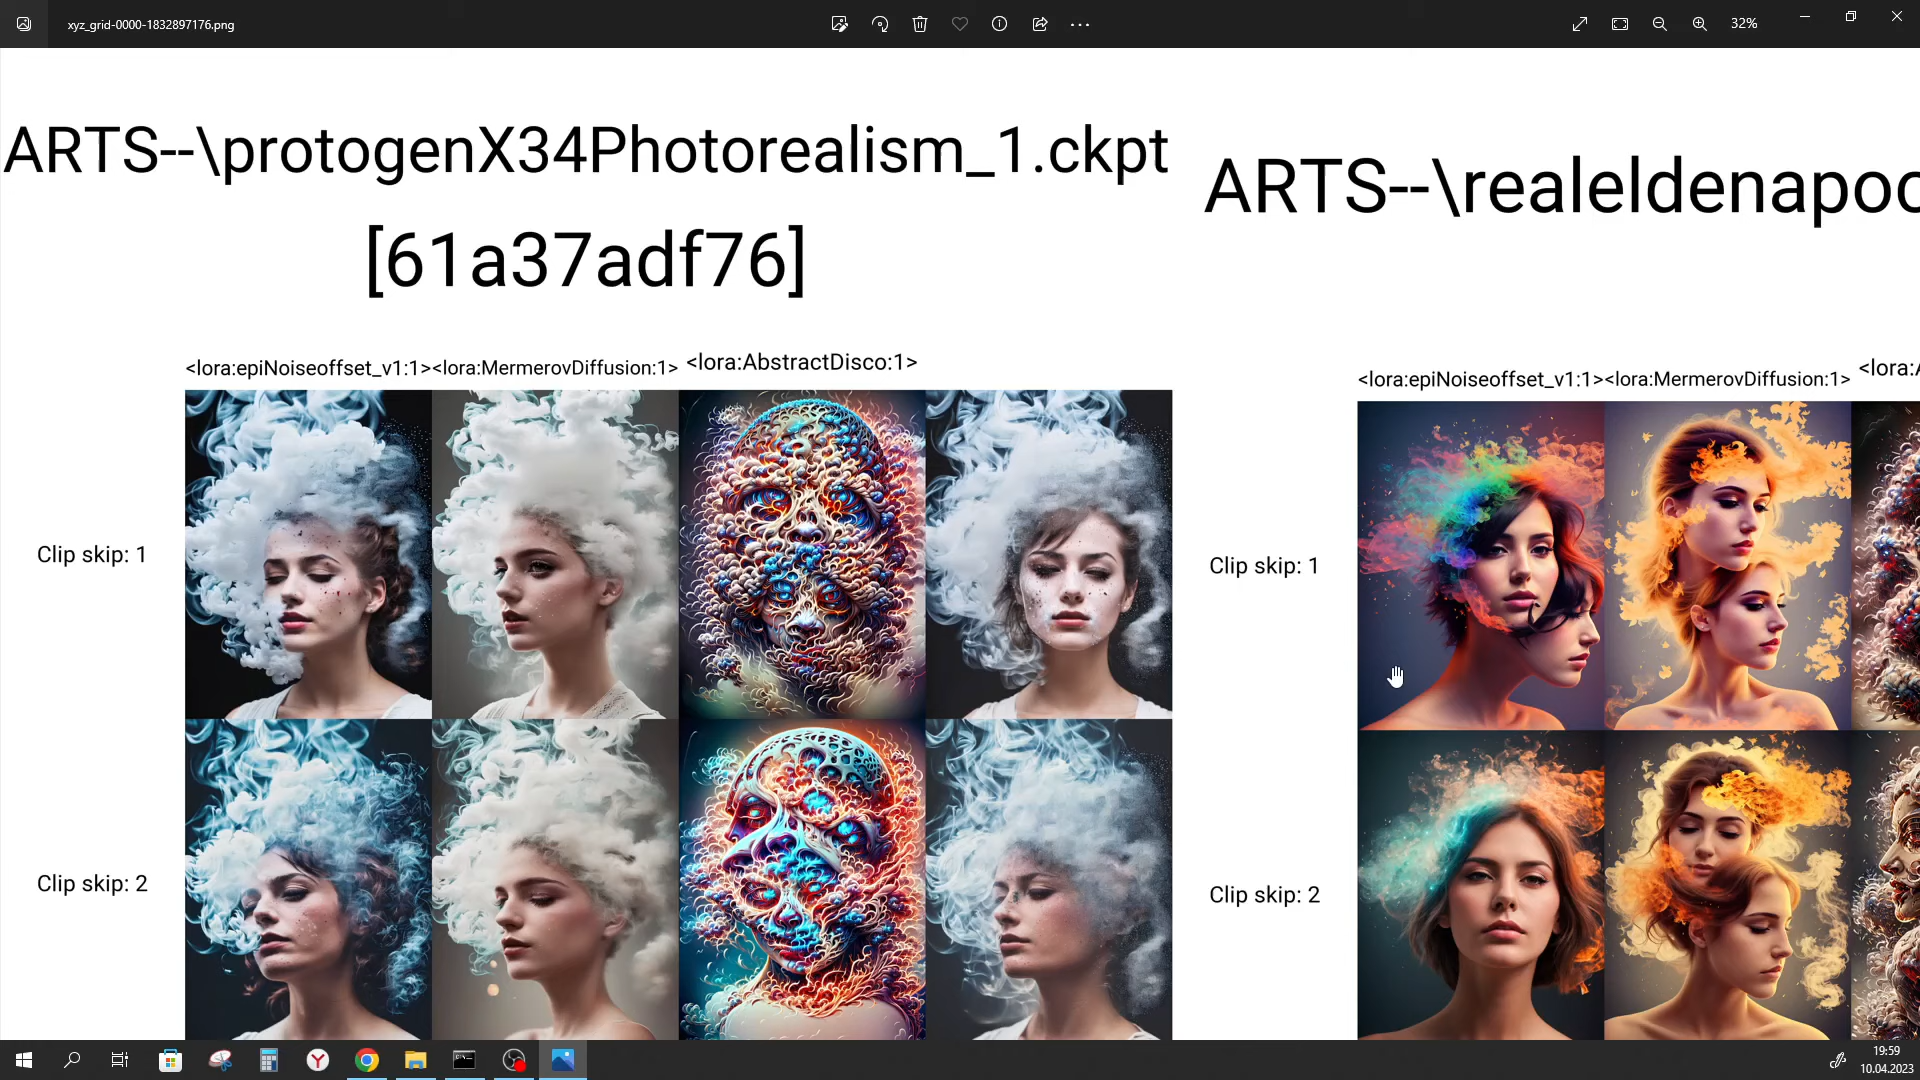 xyz_grid-0000-1832897176.png
32%
ARTS--\protogenX34Photorealism_1.ckpt
[61a37adf76]
ARTS--\realeldenapoc
<lora:epiNoiseoffset_v1:1><lora:MermerovDiffusion:1> <lora:AbstractDisco:1>
<lora:epiNoiseoffset_v1:1><lora:MermerovDiffusion:1> <lora:A
Clip skip: 1
Clip skip: 1
Clip skip: 2
Clip skip: 2
19:59
10.04.2023